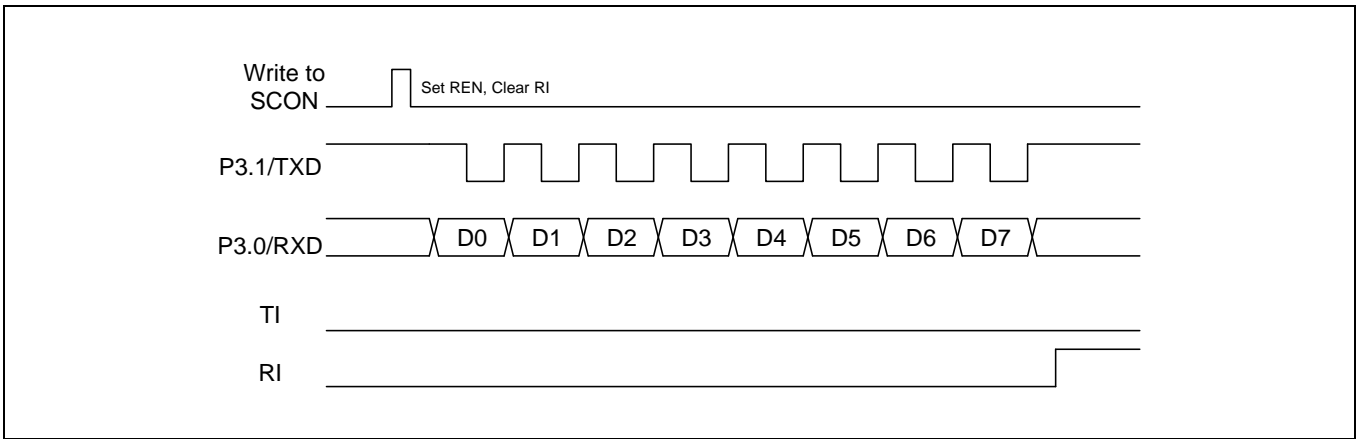 Write to
SCON
Set REN, Clear RI
P3.1/TXD
P3.0/RXD
D0 D1 D2 D3 D4 D5 D6 D7
TI
RI